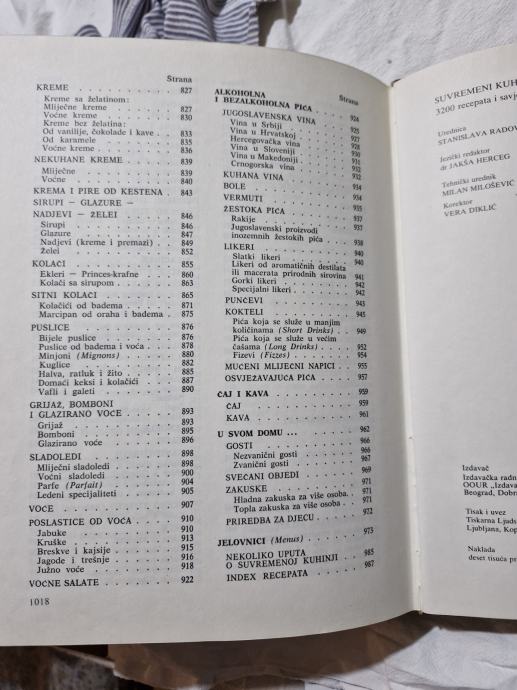 Strana
KREME 827
Kreme sa želatinom:
Mliječne kreme 827
Voćne kreme 830
Kreme bez želatina:
Od vanilije, čokolade i kave 833
Od karamele 835
Voćne kreme 836
NEKUHANE KREME 839
Mliječne 839
Voćne 840
KREMA I PIRE OD KESTENA 843
SIRUPI — GLAZURE —
NADJEVI — ŽELEI 846
Sirupi 846
Glazure 847
Nadjevi (kreme i premazi) 849
Želei 852
KOLAČI 855
Ekleri - Princes-krafne 860
Kolači sa sirupom 863
SITNI KOLAČI 865
Kolačići od badema 871
Marcipan od oraha i badema 875
PUSLICE 876
Bijele puslice 876
Puslice od badema i voća 878
Minjoni (Mignons) 880
Kuglice 882
Halva, ratluk i žito 885
Domaći keksi i kolačići 887
Vafli i galeti 890
GRIJAŽ, BOMBONI
I GLAZIRANO VOĆE 893
Grijaž 893
Bomboni 895
Glazirano voće 896
SLADOLEDI 898
Mliječni sladoledi 898
Voćni sladoledi 900
Parfe (Parfait) 904
Ledeni specijaliteti 905
VOĆE 907
POSLASTICE OD VOĆA 910
Jabuke 910
Kruške 913
Breskve i kajsije 915
Jagode i trešnje 916
Južno voće 918
VOĆNE SALATE 922
1018
ALKOHOLNA Strana
I BEZALKOHOLNA PIĆA 924
JUGOSLAVENSKA VINA
Vina u Srbiji 925
Vina u Hrvatskoj 927
Hercegovačka vina
Vina u Sloveniji
Vina u Makedoniji
Crnogorska vina 932
KUHANA VINA 932
BOLE 934
VERMUTI 935
ŽESTOKA PIĆA 937
Rakije 937
Jugoslavenski proizvodi
inozemnih žestokih pića 938
LIKERI 940
Slatki likeri 940
Likeri od aromatičnih destilata
ili macerata prirodnih sirovina 941
Gorki likeri 942
Specijalni likeri 942
PUNČEVI 943
KOKTELI 945
Pića koja se služe u manjim
količinama (Short Drinks) 949
Pića koja se služe u većim
čašama (Long Drinks) 952
Fizevi (Fizzes) 954
MUĆENI MLIJEČNI NAPICI 955
OSVJEŽAVAJUĆA PIĆA 957
ČAJ I KAVA 959
ČAJ 959
KAVA 961
U SVOM DOMU ... 962
GOSTI 966
Nezvanični gosti 966
Zvanični gosti 967
SVEČANI OBJEDI
ZAKUSKE 971
Hladna zakuska za više osoba 971
Topla zakuska za više osoba 971
PRIREDBA ZA DJECU 972
JELOVNICI (Menus) 973
NEKOLIKO UPUTA
O SUVREMENOJ KUHINJI 985
INDEX RECEPATA 987
SUVREMENI KUH
3200 recepata i savje
Urednica
STANISLAVA RADOV
Jezički redaktor
dr JAKŠA HERCEG
Tehnički urednik
MILAN MILOŠEVIĆ
Korektor
VERA DIKLIĆ
Izdavač
Izdavačka radn
OOUR „Izdava
Beograd, Dobr
Tisak i uvez
Tiskarna Ljuds
Ljubljana, Kop
Naklada
deset tisuća pr